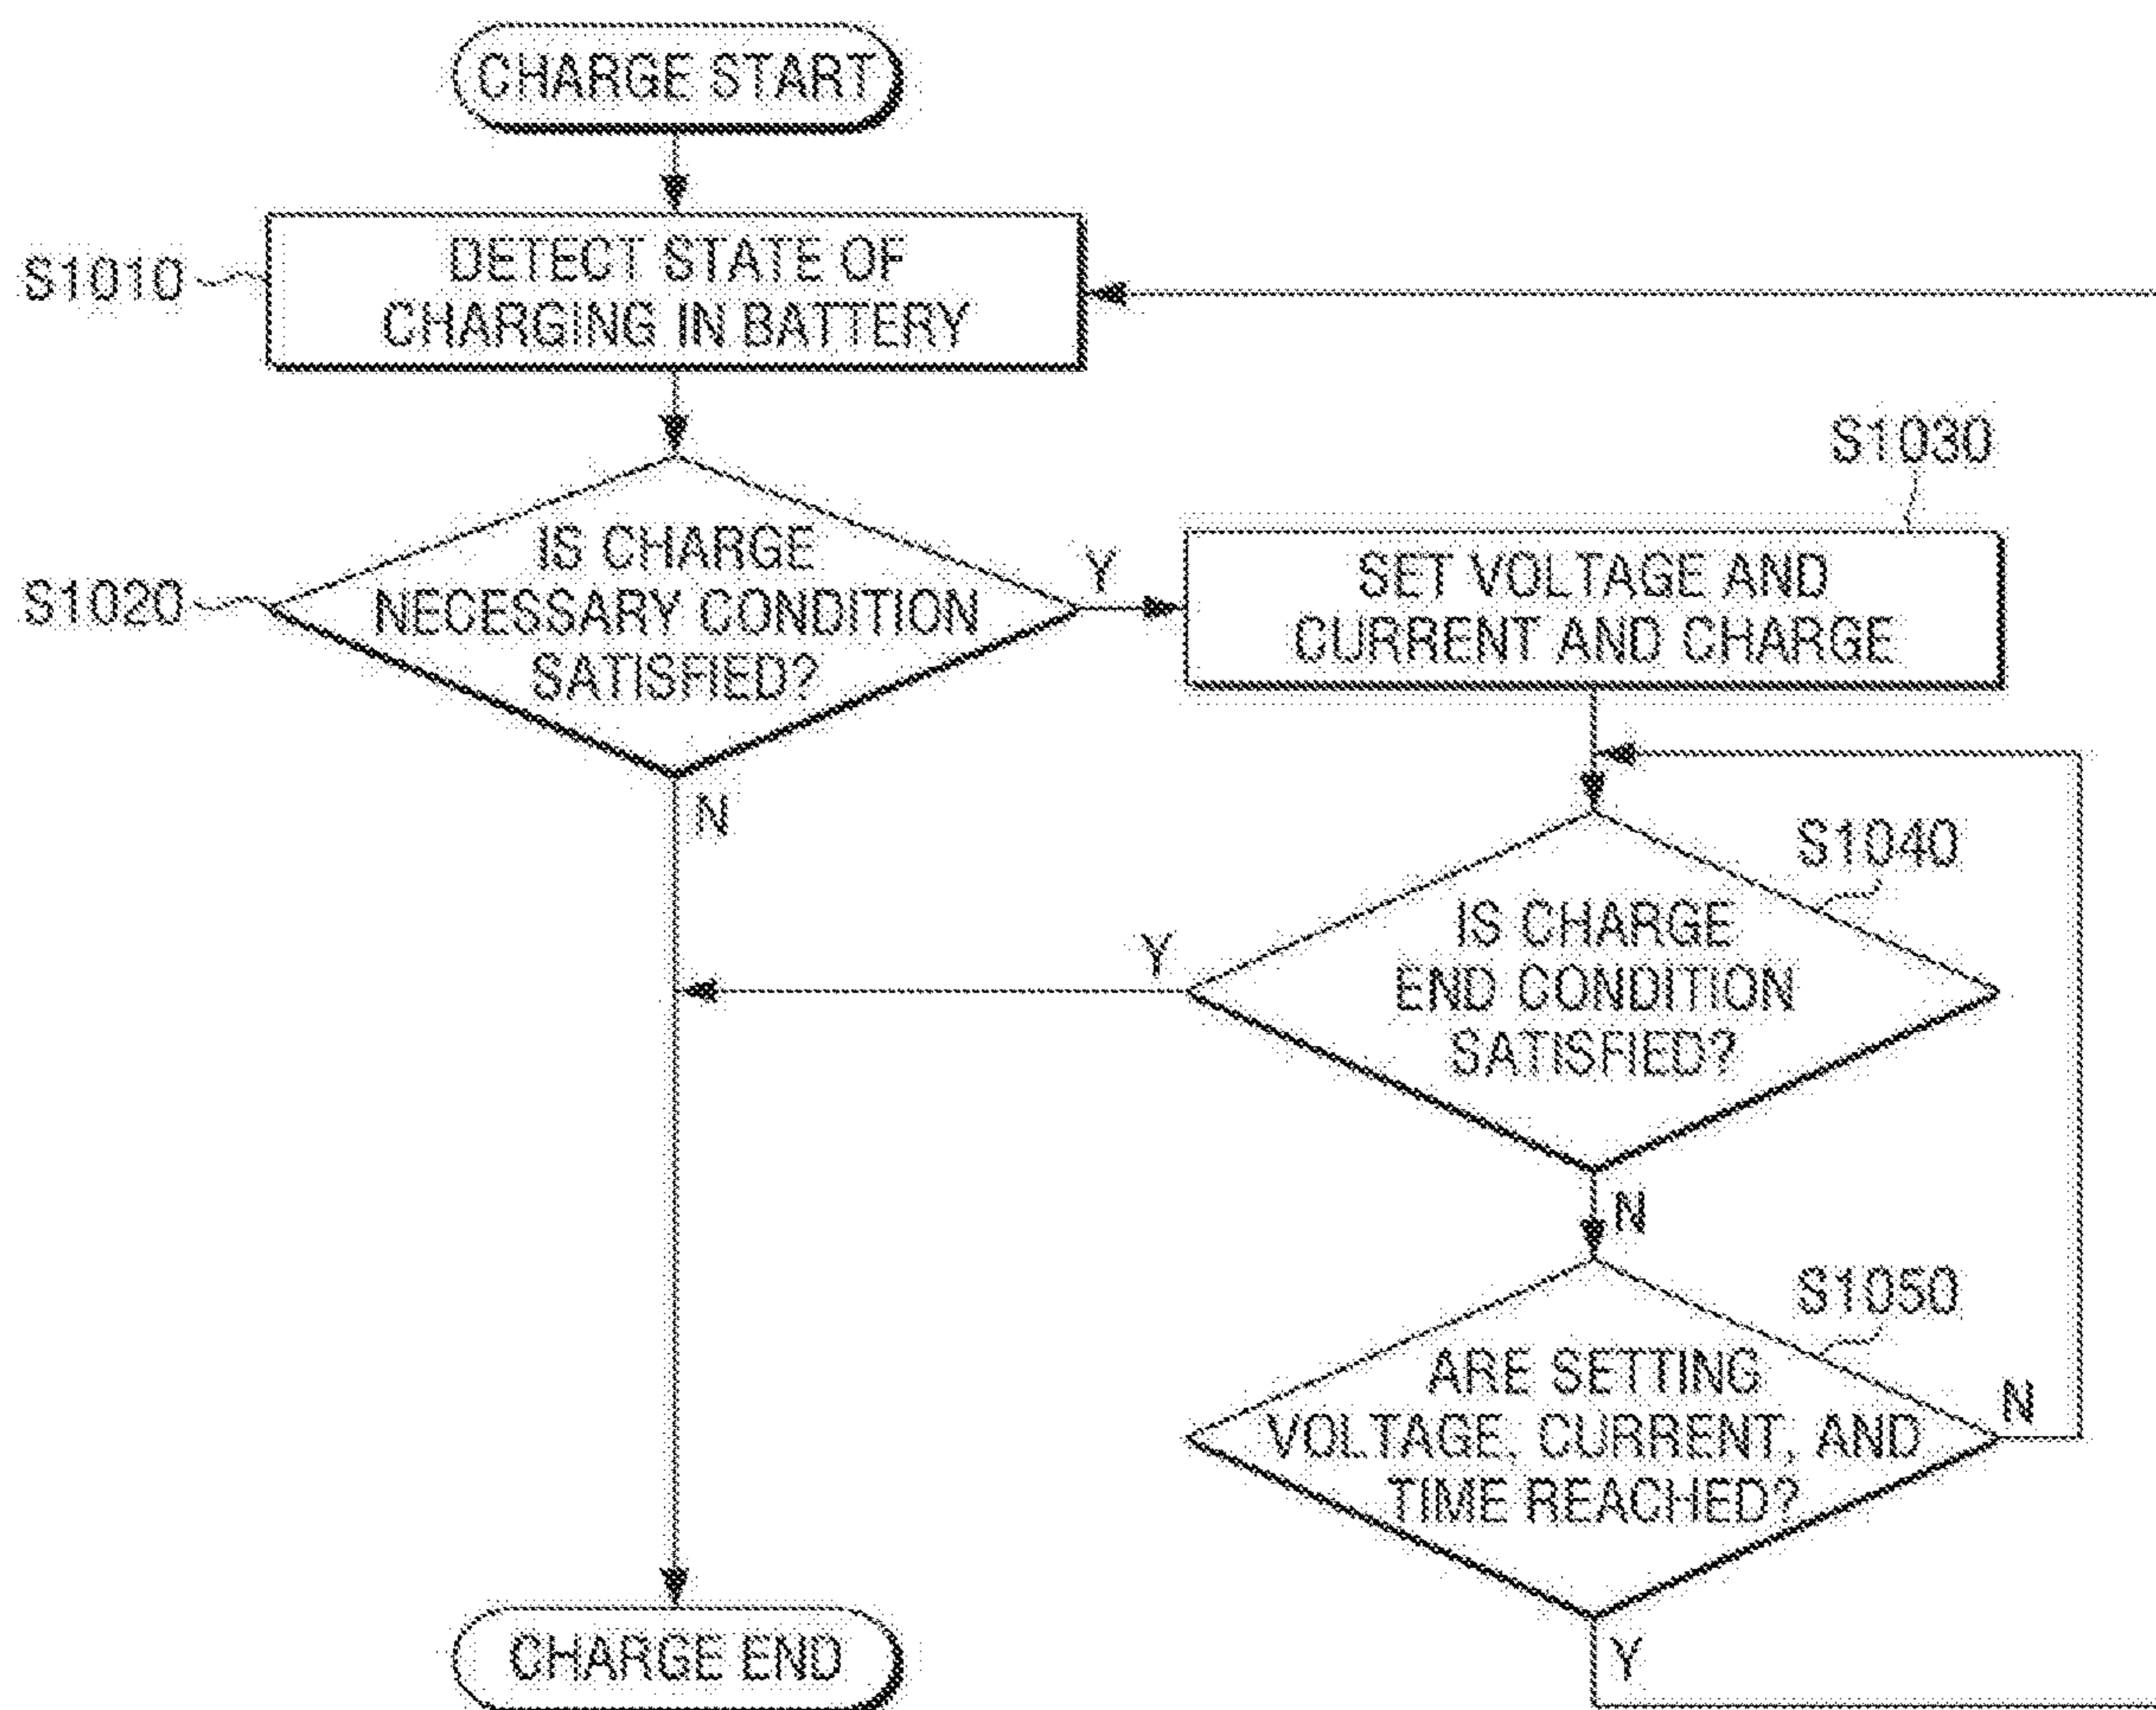 CHARGE START
S1010
DETECT STATE OF
CHARGING IN BATTERY
S1020
IS CHARGE
NECESSARY CONDITION
SATISFIED?
Y
N
S1030
SET VOLTAGE AND
CURRENT AND CHARGE
S1040
IS CHARGE
END CONDITION
SATISFIED?
Y
N
S1050
ARE SETTING
VOLTAGE, CURRENT, AND
TIME REACHED?
N
Y
CHARGE END